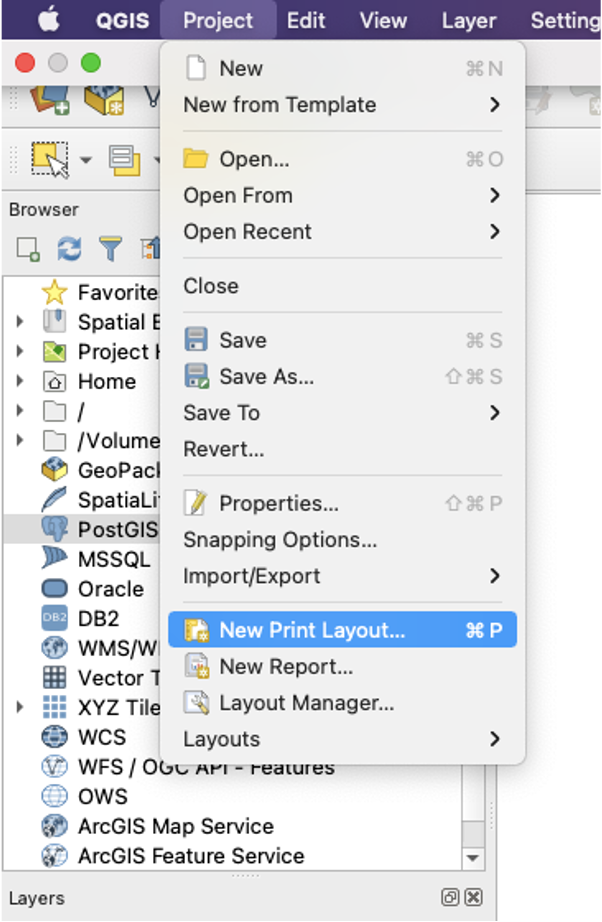 QGIS Project Edit View Layer Setting
New ⌘ N
New from Template
Open... ⌘ O
Open From
Open Recent
Close
Save ⌘ S
Save As... ⇧ ⌘ S
Save To
Revert...
Properties... ⇧ ⌘ P
Snapping Options...
Import/Export
New Print Layout... ⌘ P
New Report...
Layout Manager...
Layouts
Browser
Favorite
Spatial
Project
Home
/
/Volume
GeoPac
SpatiaLi
PostGIS
MSSQL
Oracle
DB2 DB2
WMS/W
Vector T
XYZ Tile
WCS
WFS / OGC API - Features
OWS
ArcGIS Map Service
ArcGIS Feature Service
Layers